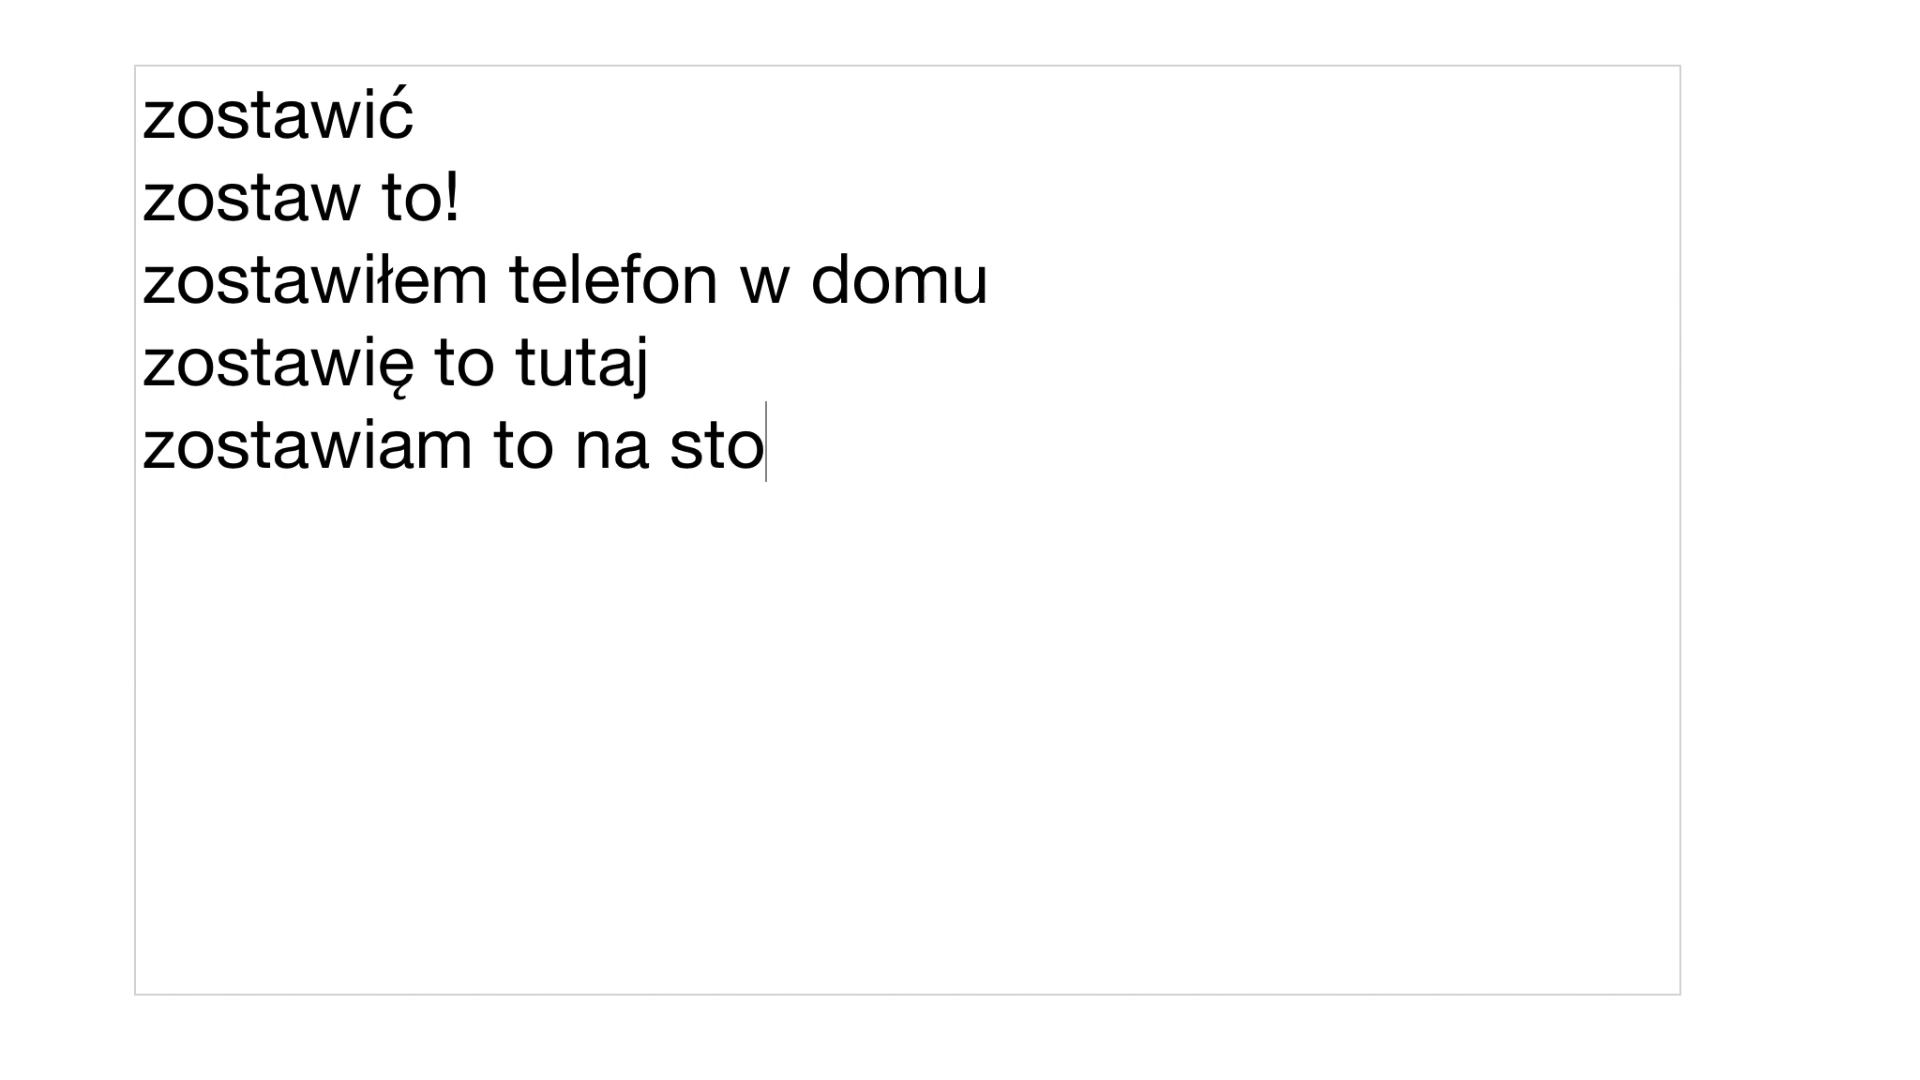 zostawić
zostaw to!
zostawiłem telefon w domu
zostawię to tutaj
zostawiam to na sto